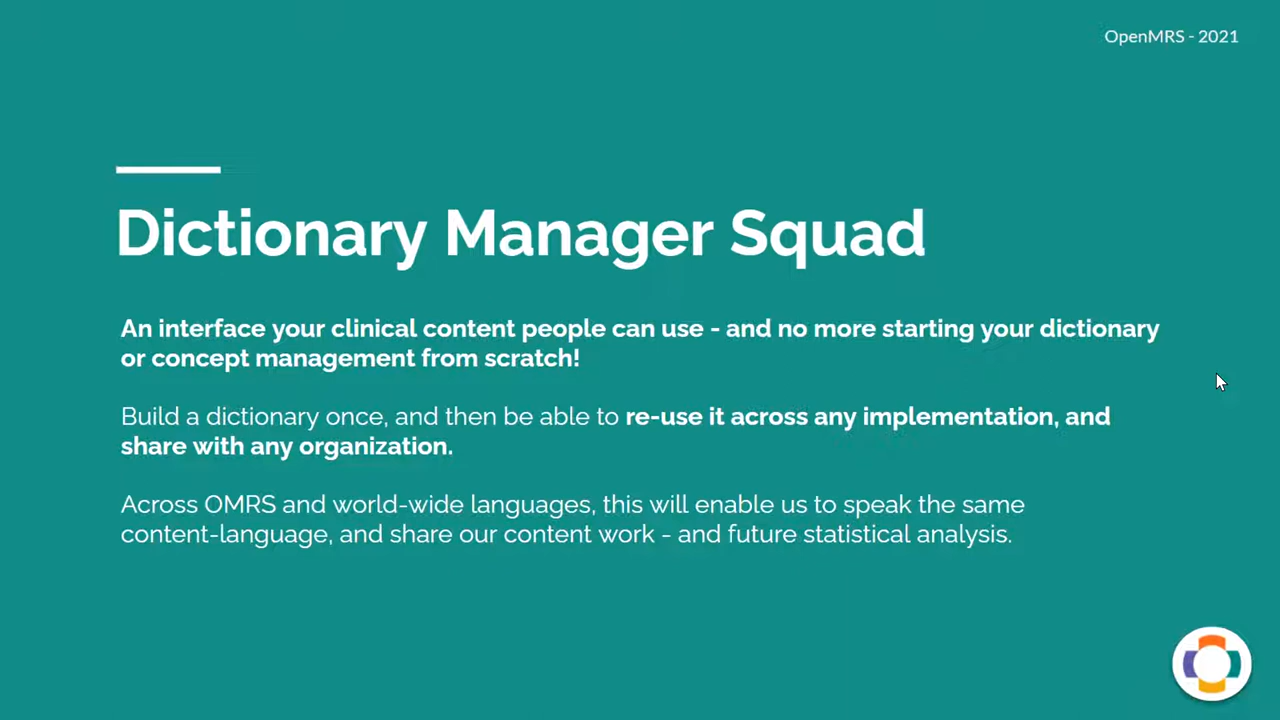 OpenMRS - 2021
Dictionary Manager Squad
An interface your clinical content people can use - and no more starting your dictionary
or concept management from scratch!
Build a dictionary once, and then be able to re-use it across any implementation, and
share with any organization.
Across OMRS and world-wide languages, this will enable us to speak the same
content-language, and share our content work - and future statistical analysis.